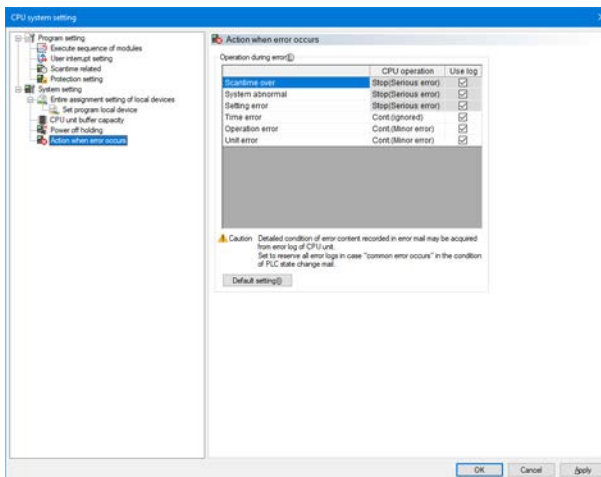 CPU system setting
Program setting
Execute sequence of modules
User interrupt setting
Scantime related
Protection setting
System setting
Entire assignment setting of local devices
Set program local device
CPU unit buffer capacity
Power off holding
Action when error occurs
Action when error occurs
Operation during error(E)
CPU operation Use log
Scantime over Stop(Serious error)
System abnormal Stop(Serious error)
Setting error Stop(Serious error)
Time error Cont.(ignored)
Operation error Cont.(Minor error)
Unit error Cont.(Minor error)
Caution Detailed condition of error content recorded in error mail may be acquired
from error log of CPU unit.
Set to reserve all error logs in case "common error occurs" in the condition
of PLC state change mail.
Default setting(I)
OK Cancel Apply